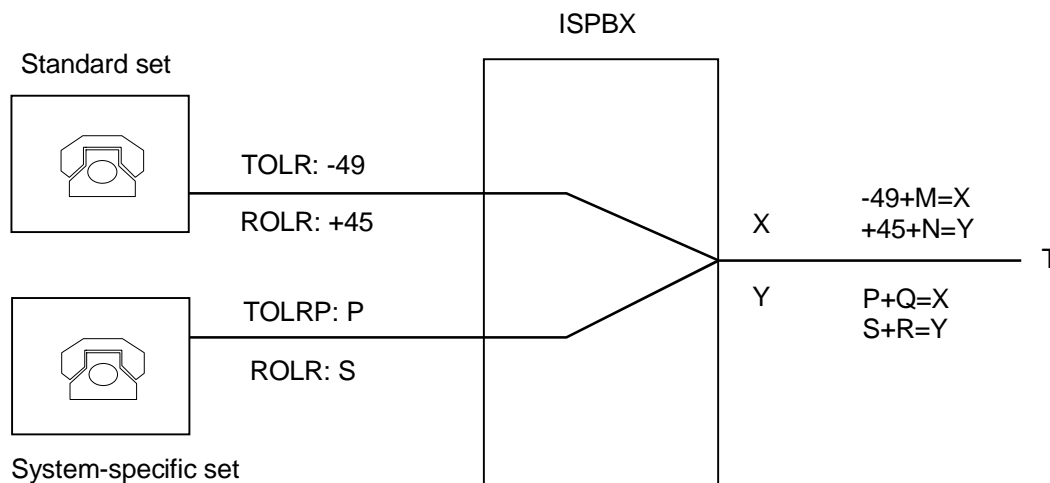 ISPBX
Standard set
TOLR: -49
ROLR: +45
X
-49+M=X
+45+N=Y
T
Y
P+Q=X
S+R=Y
TOLRP: P
ROLR: S
System-specific set